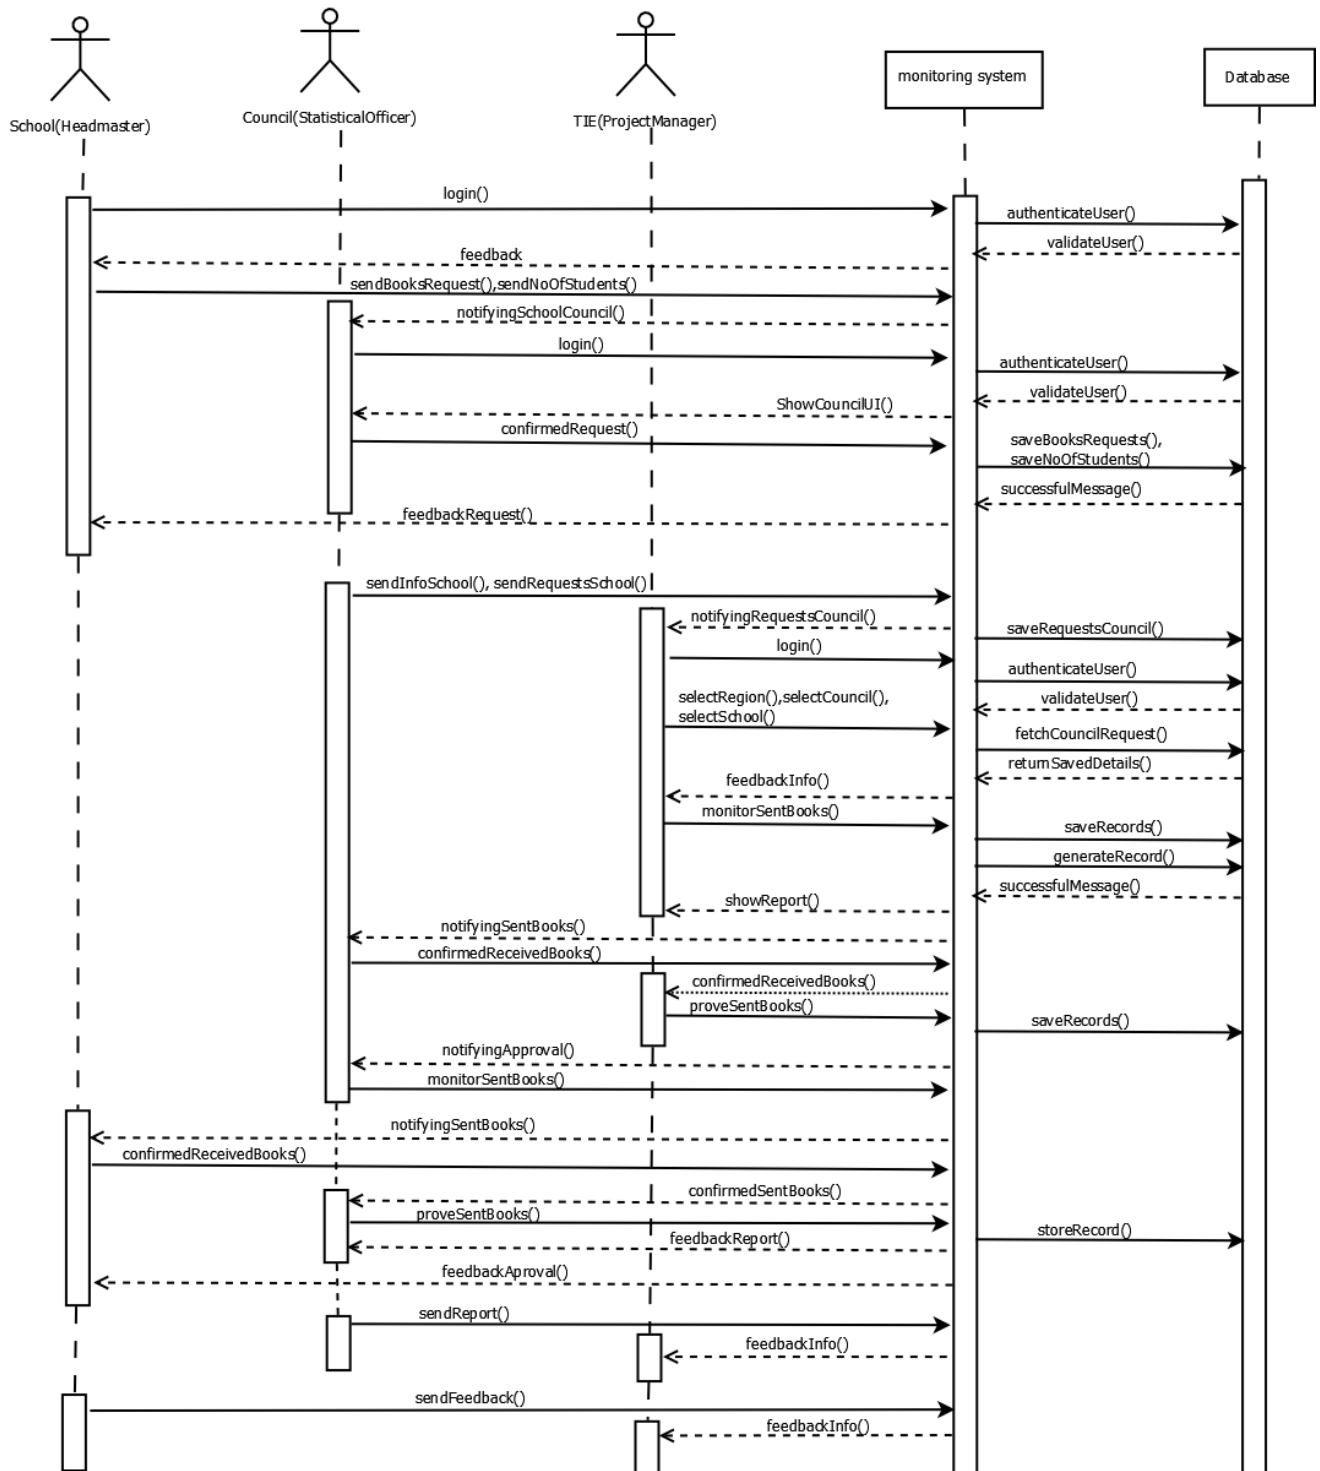 School(Headmaster)
Council(StatisticalOfficer)
TIE(ProjectManager)
monitoring system
Database
login()
authenticateUser()
validateUser()
feedback
sendBooksRequest(),sendNoOfStudents()
notifyingSchoolCouncil()
login()
authenticateUser()
validateUser()
ShowCouncilUI()
confirmedRequest()
saveBooksRequests(),
saveNoOfStudents()
successfulMessage()
feedbackRequest()
sendInfoSchool(), sendRequestsSchool()
notifyingRequestsCouncil()
saveRequestsCouncil()
login()
authenticateUser()
selectRegion(),selectCouncil(),
selectSchool()
validateUser()
fetchCouncilRequest()
returnSavedDetails()
feedbackInfo()
monitorSentBooks()
saveRecords()
generateRecord()
successfulMessage()
showReport()
notifyingSentBooks()
confirmedReceivedBooks()
confirmedReceivedBooks()
proveSentBooks()
saveRecords()
notifyingApproval()
monitorSentBooks()
notifyingSentBooks()
confirmedReceivedBooks()
confirmedSentBooks()
proveSentBooks()
storeRecord()
feedbackReport()
feedbackAproval()
sendReport()
feedbackInfo()
sendFeedback()
feedbackInfo()